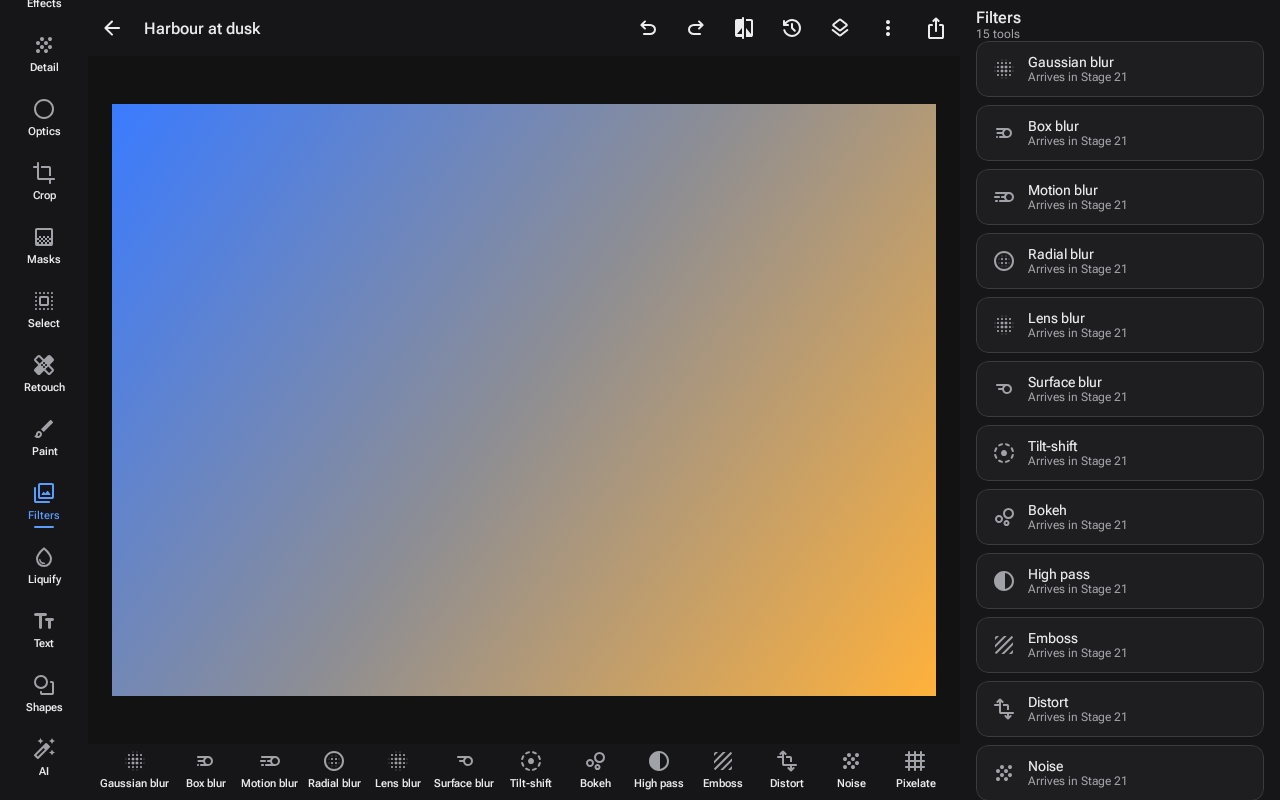 Effects
Detail
Optics
Crop
Masks
Select
Retouch
Paint
Filters
Liquify
Text
Shapes
AI
Harbour at dusk
Gaussian blur
Box blur
Motion blur
Radial blur
Lens blur
Surface blur
Tilt-shift
Bokeh
High pass
Emboss
Distort
Noise
Pixelate
Filters
15 tools
Gaussian blur
Arrives in Stage 21
Box blur
Arrives in Stage 21
Motion blur
Arrives in Stage 21
Radial blur
Arrives in Stage 21
Lens blur
Arrives in Stage 21
Surface blur
Arrives in Stage 21
Tilt-shift
Arrives in Stage 21
Bokeh
Arrives in Stage 21
High pass
Arrives in Stage 21
Emboss
Arrives in Stage 21
Distort
Arrives in Stage 21
Noise
Arrives in Stage 21